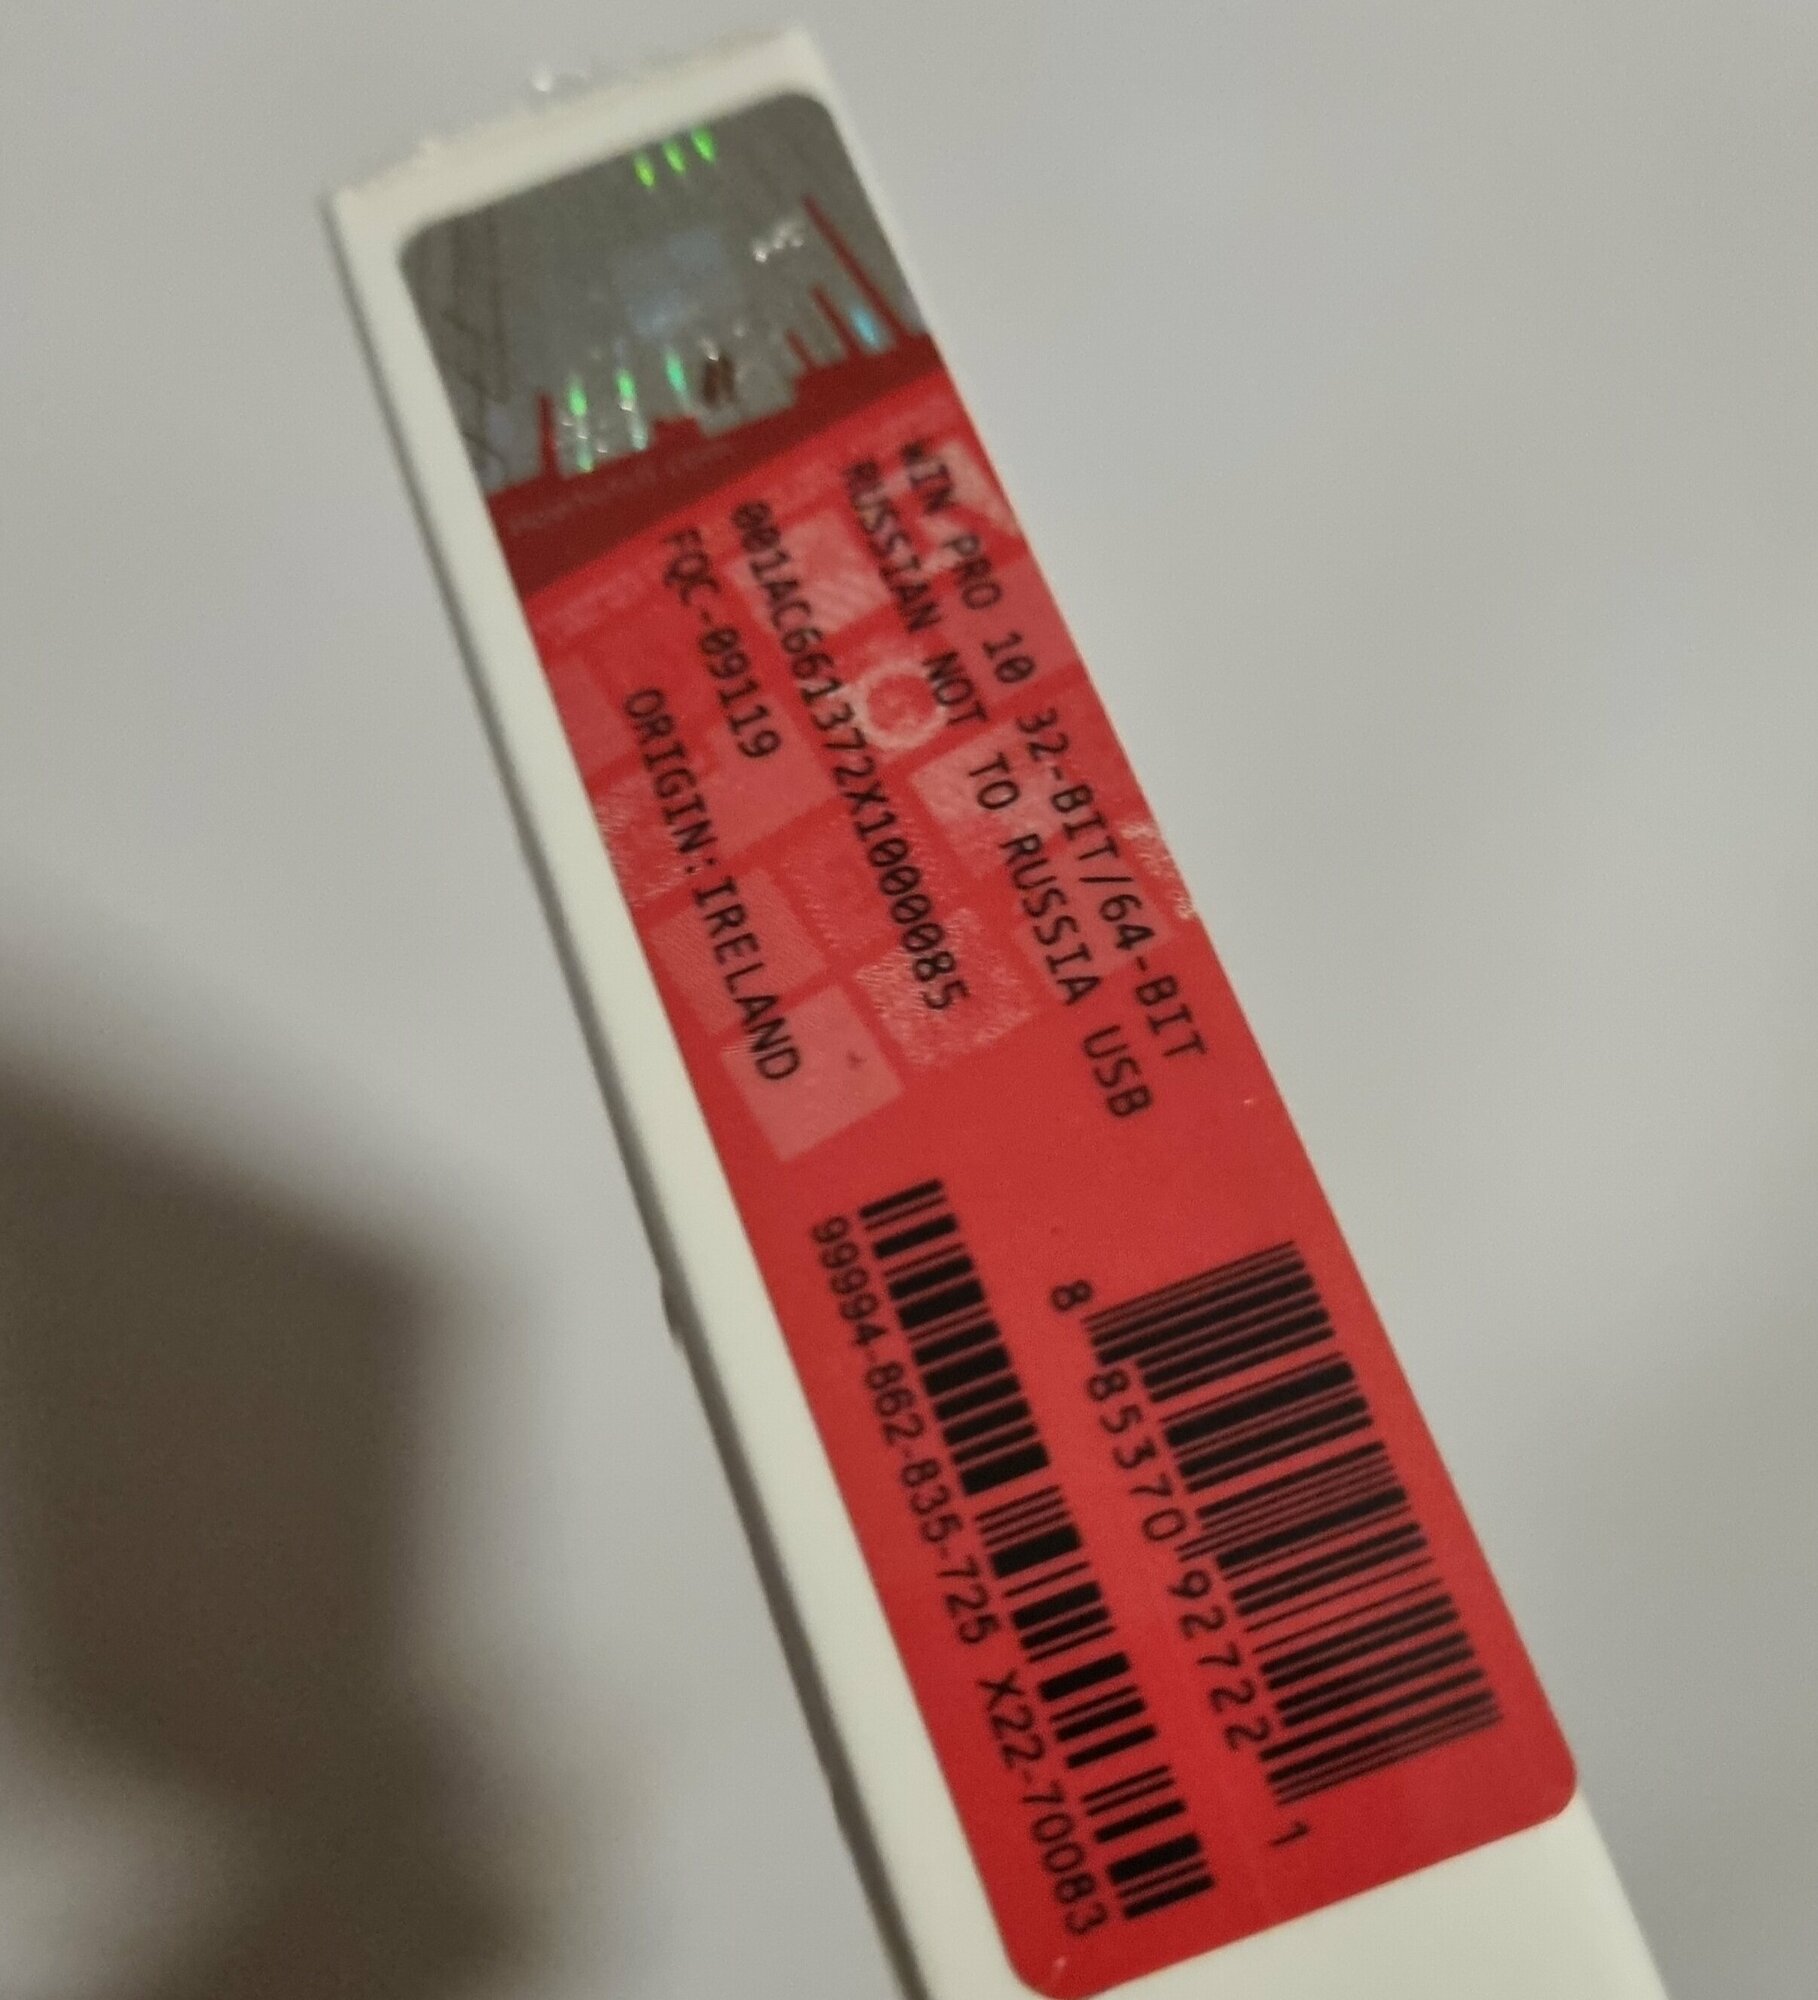 WIN PRO 10 32-BIT/64-BIT
RUSSIAN NOT TO RUSSIA USB
001AC661372X1000085
FQC-09119
ORIGIN:IRELAND
8 85370 92722 1
99994-862-835-725 X22-70083